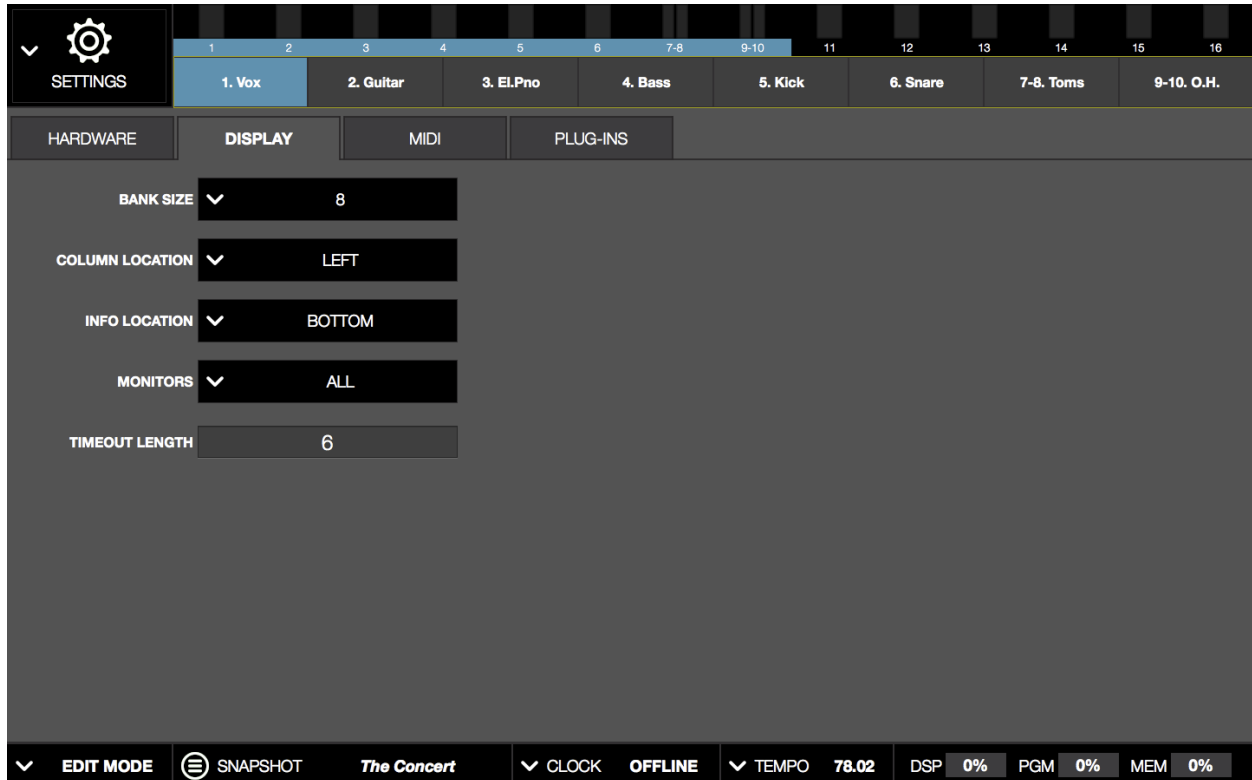 1 2 3 4 5 6 7-8 9-10 11 12 13 14 15 16
SETTINGS
1. Vox 2. Guitar 3. El.Pno 4. Bass 5. Kick 6. Snare 7-8. Toms 9-10. O.H.
HARDWARE DISPLAY MIDI PLUG-INS
BANK SIZE 8
COLUMN LOCATION LEFT
INFO LOCATION BOTTOM
MONITORS ALL
TIMEOUT LENGTH 6
EDIT MODE SNAPSHOT The Concert CLOCK OFFLINE TEMPO 78.02 DSP 0% PGM 0% MEM 0%